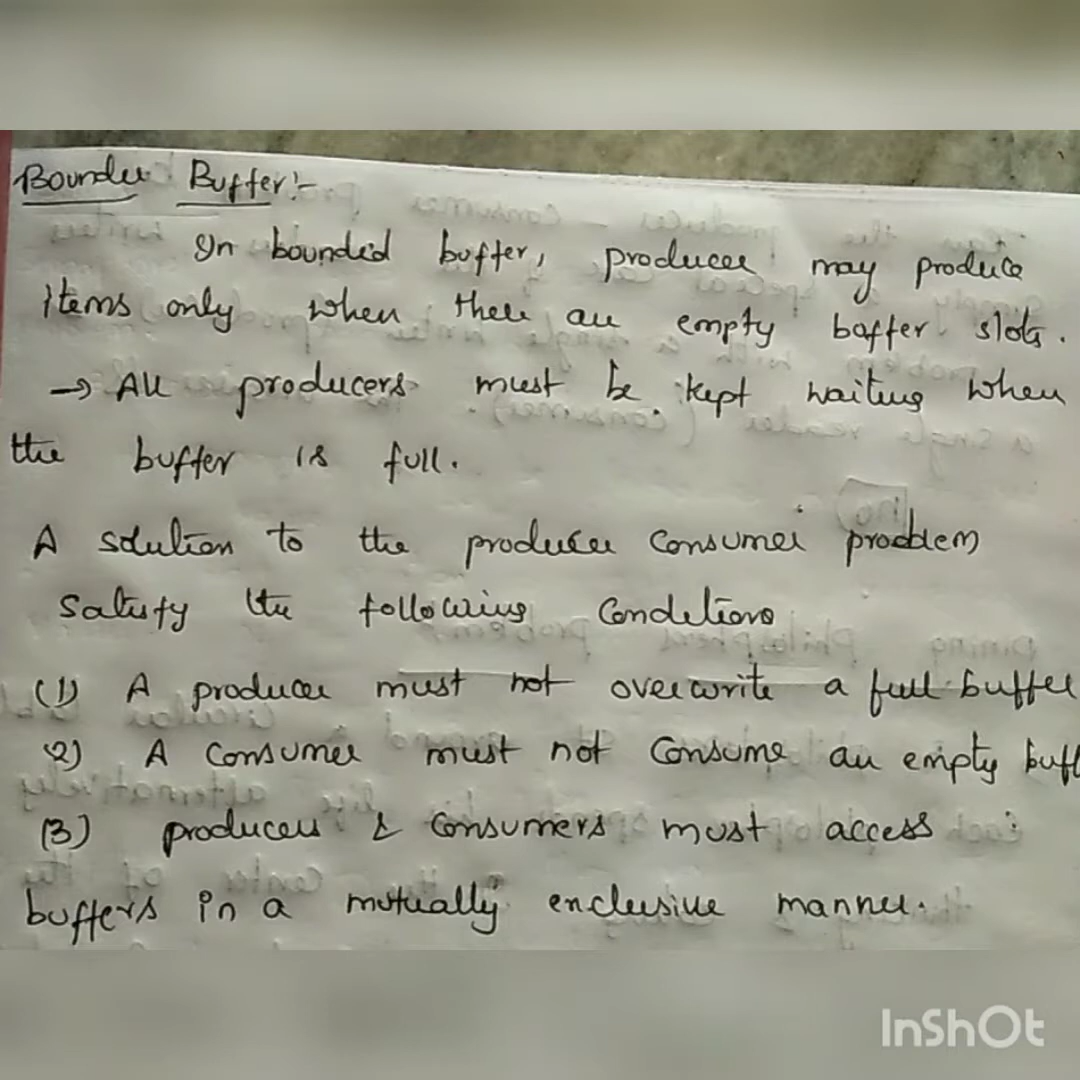 Bounded Buffer:-
In bounded buffer, producer may produce
items only when there are empty buffer slots.
→ All producers must be kept waiting when
the buffer is full.
A solution to the producer consumer problem
satisfy the following conditions
(1) A producer must not overwrite a full buffer
2) A consumer must not consume an empty buff
(3) producers & consumers must access
buffers in a mutually exclusive manner.
InShOt